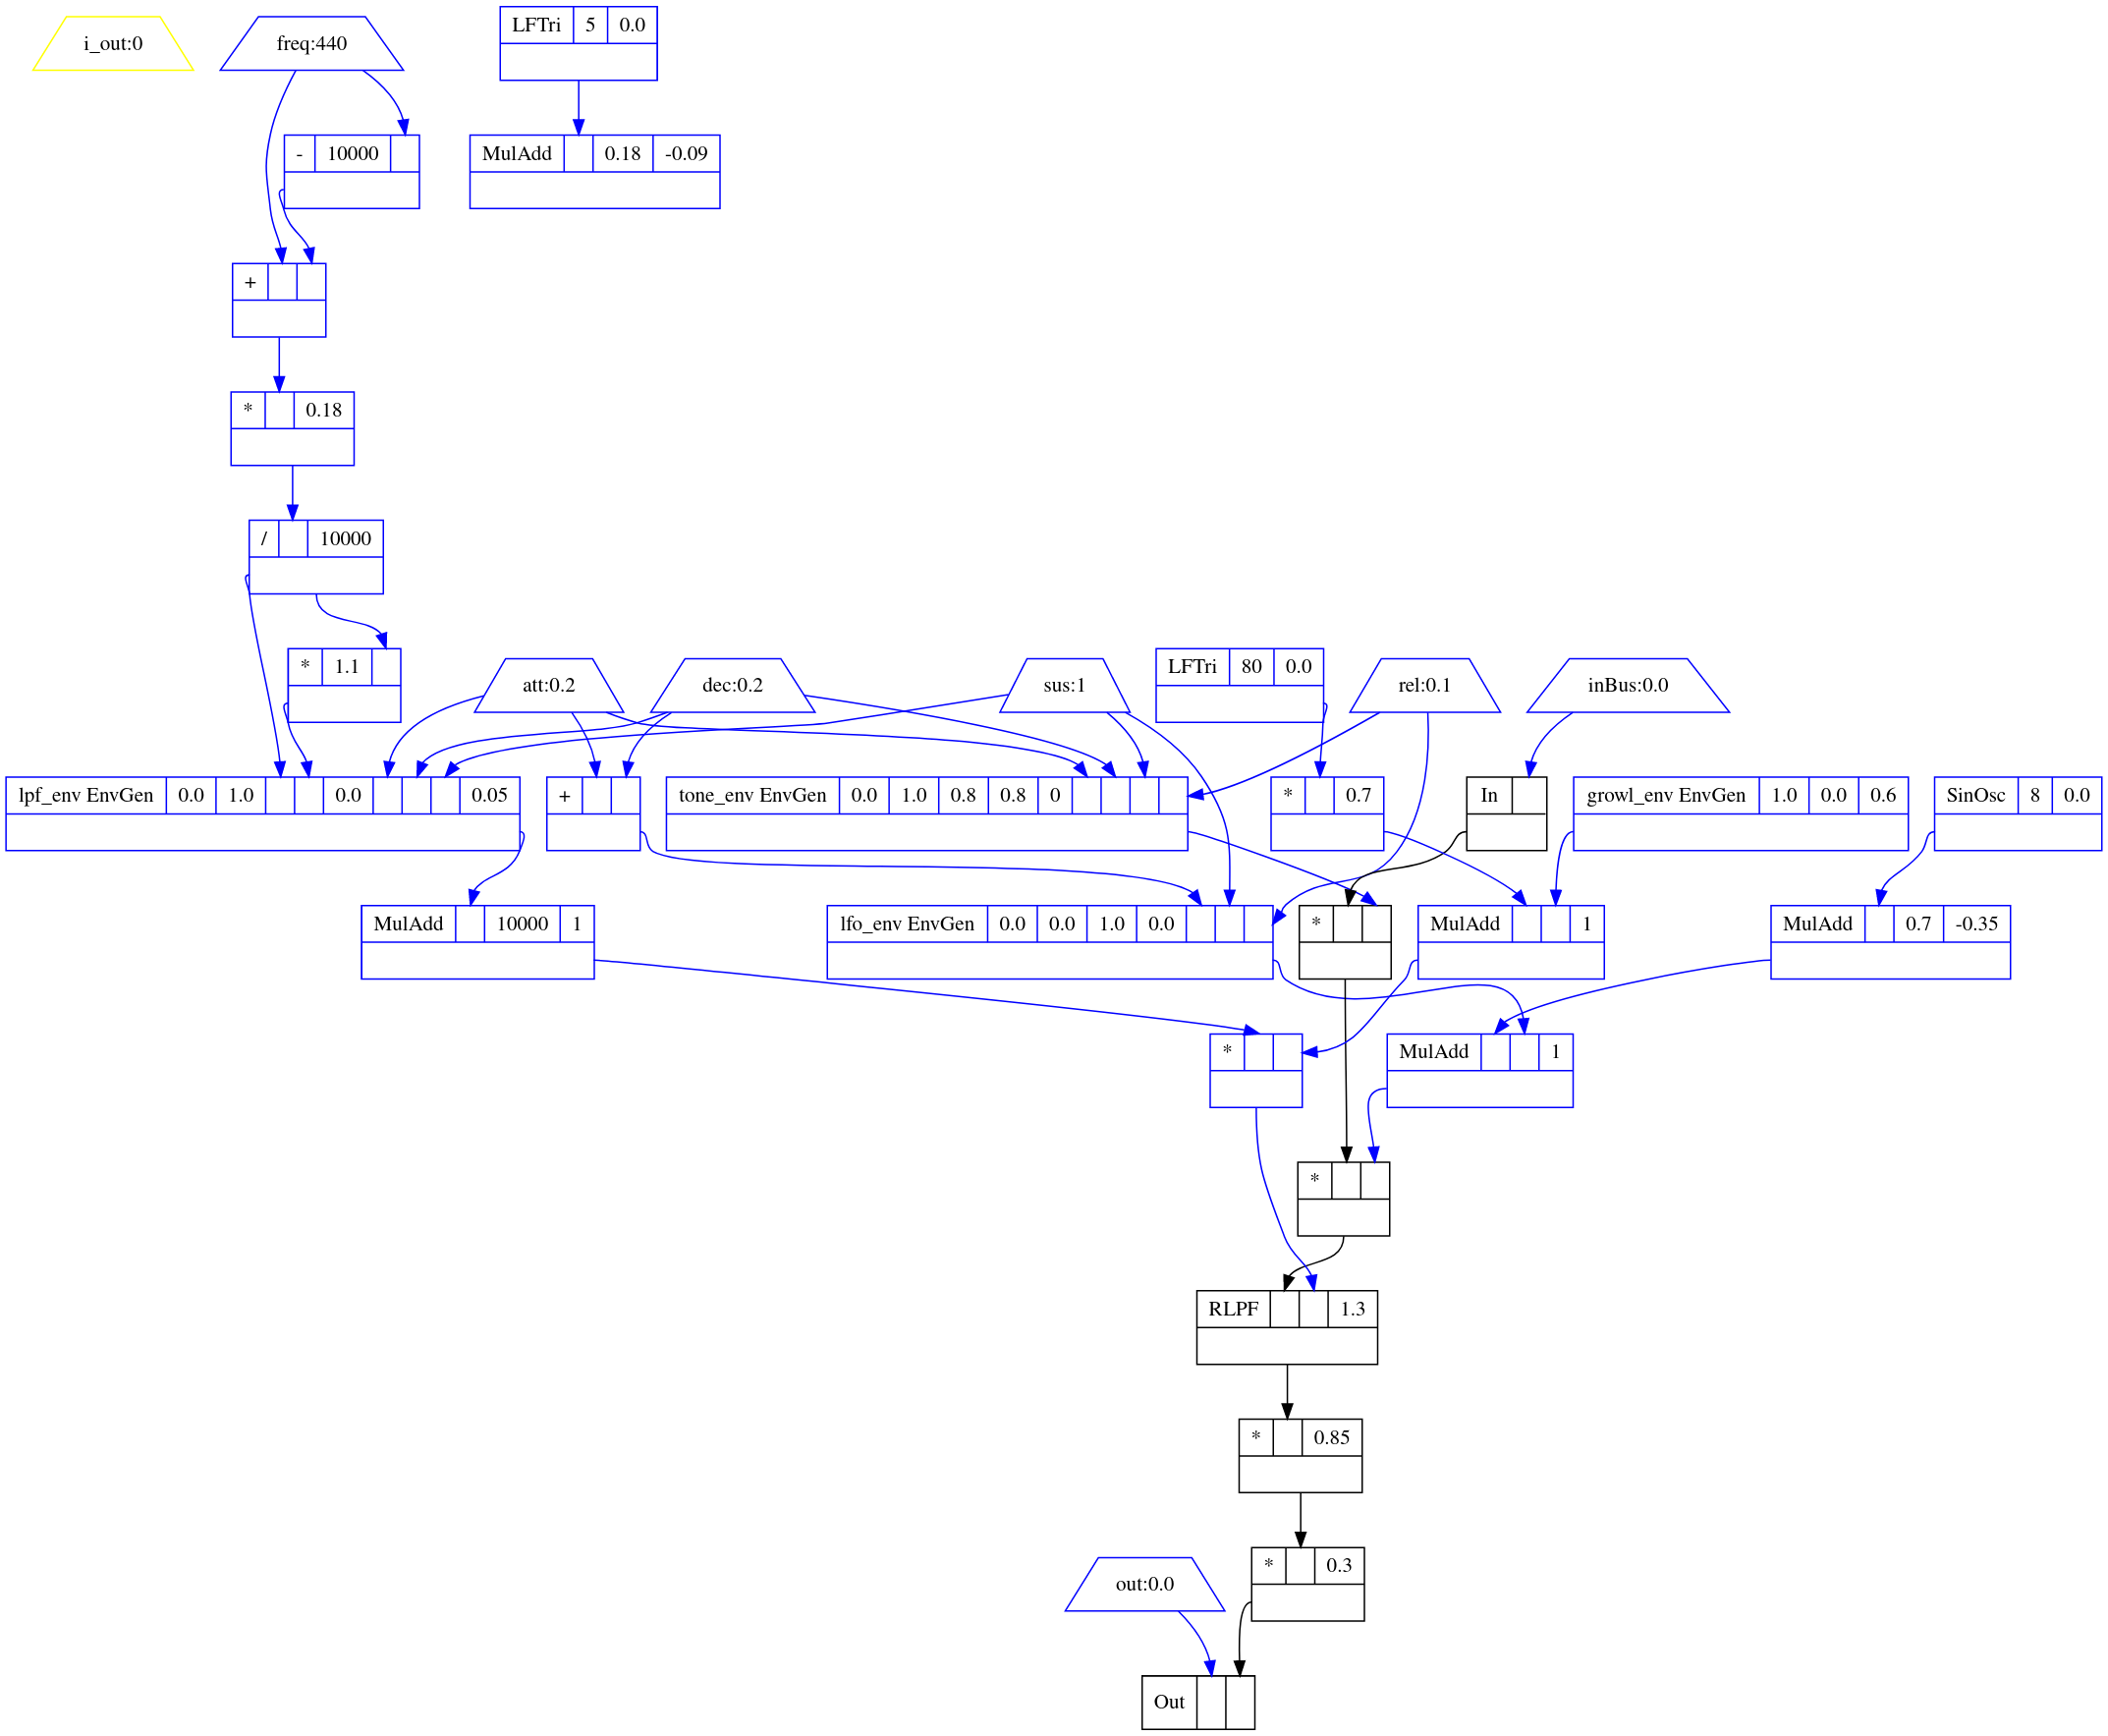 i_out:0
freq:440
LFTri 5 0.0
- 10000
MulAdd 0.18 -0.09
+
* 0.18
/ 10000
* 1.1
att:0.2
dec:0.2
sus:1
LFTri 80 0.0
rel:0.1
inBus:0.0
lpf_env EnvGen 0.0 1.0 0.0 0.05
+
tone_env EnvGen 0.0 1.0 0.8 0.8 0
* 0.7
In
growl_env EnvGen 1.0 0.0 0.6
SinOsc 8 0.0
MulAdd 10000 1
lfo_env EnvGen 0.0 0.0 1.0 0.0
*
MulAdd 1
MulAdd 0.7 -0.35
*
MulAdd 1
*
RLPF 1.3
* 0.85
* 0.3
out:0.0
Out